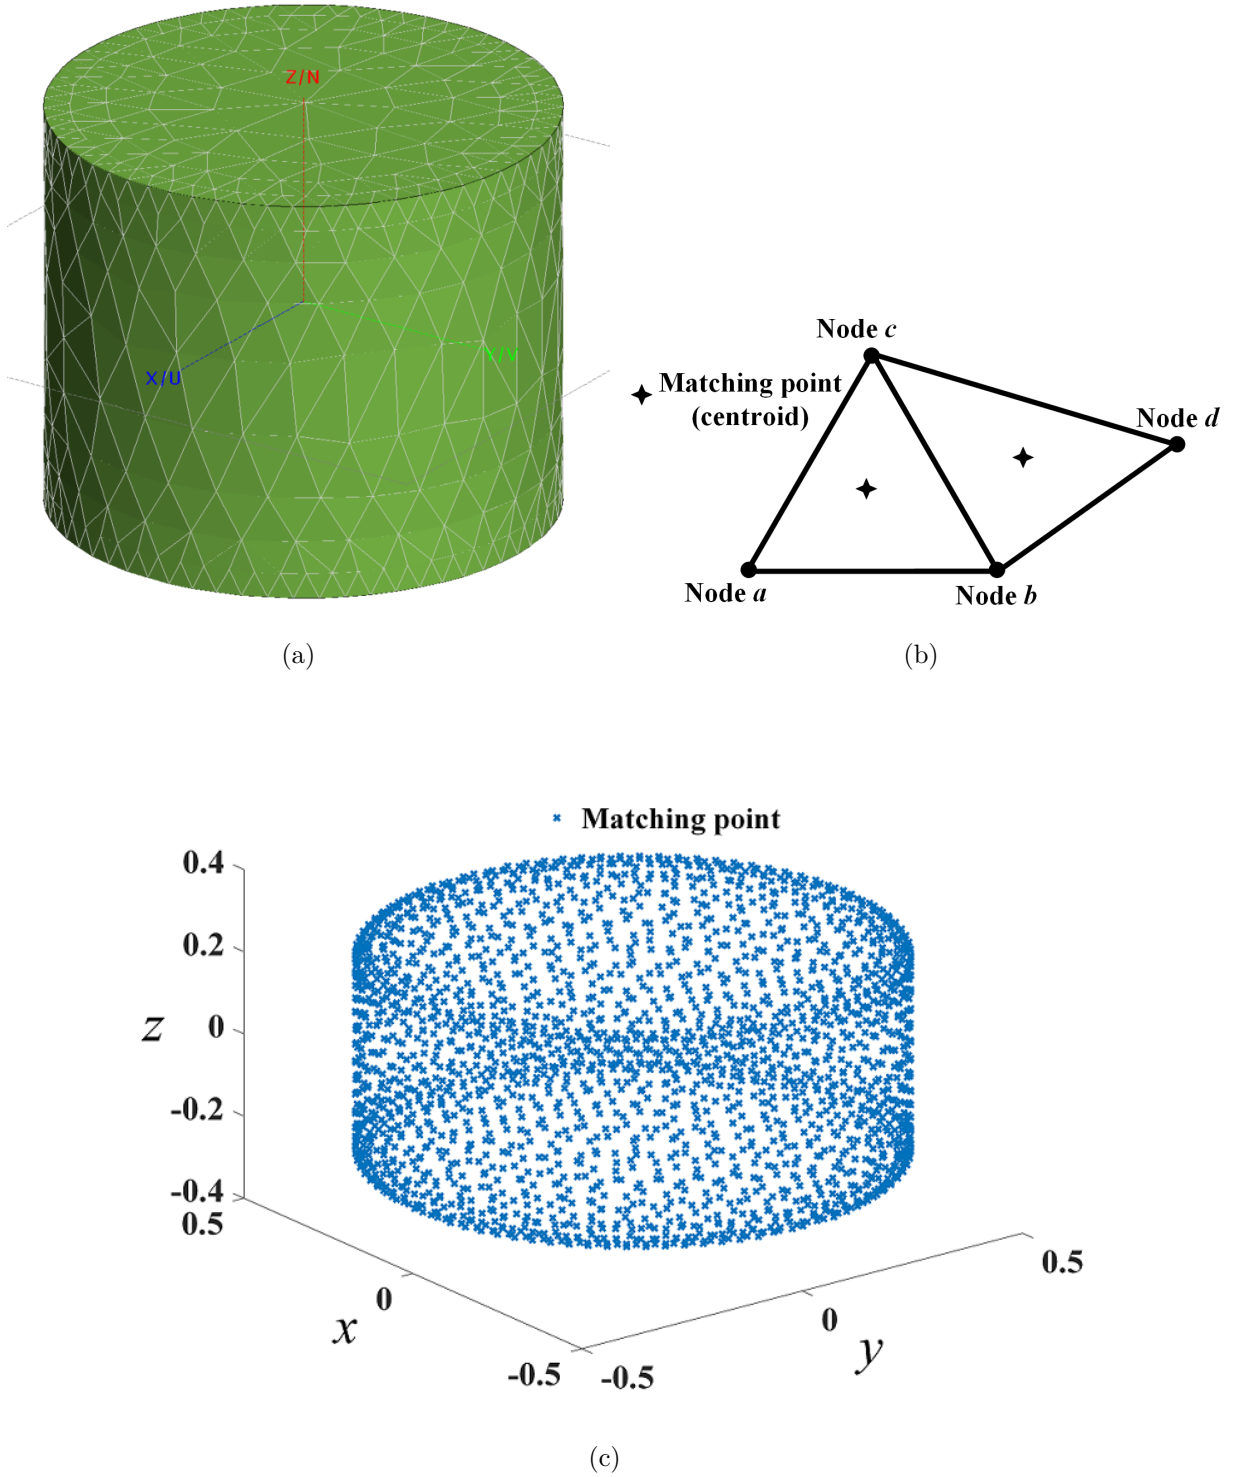 Z/N
X/U
Y/V
Node c
Matching point
(centroid)
Node d
Node a
Node b
(a)
(b)
Matching point
0.4
0.2
z
0
-0.2
-0.4
0.5
0
x
-0.5
-0.5
0
y
0.5
(c)